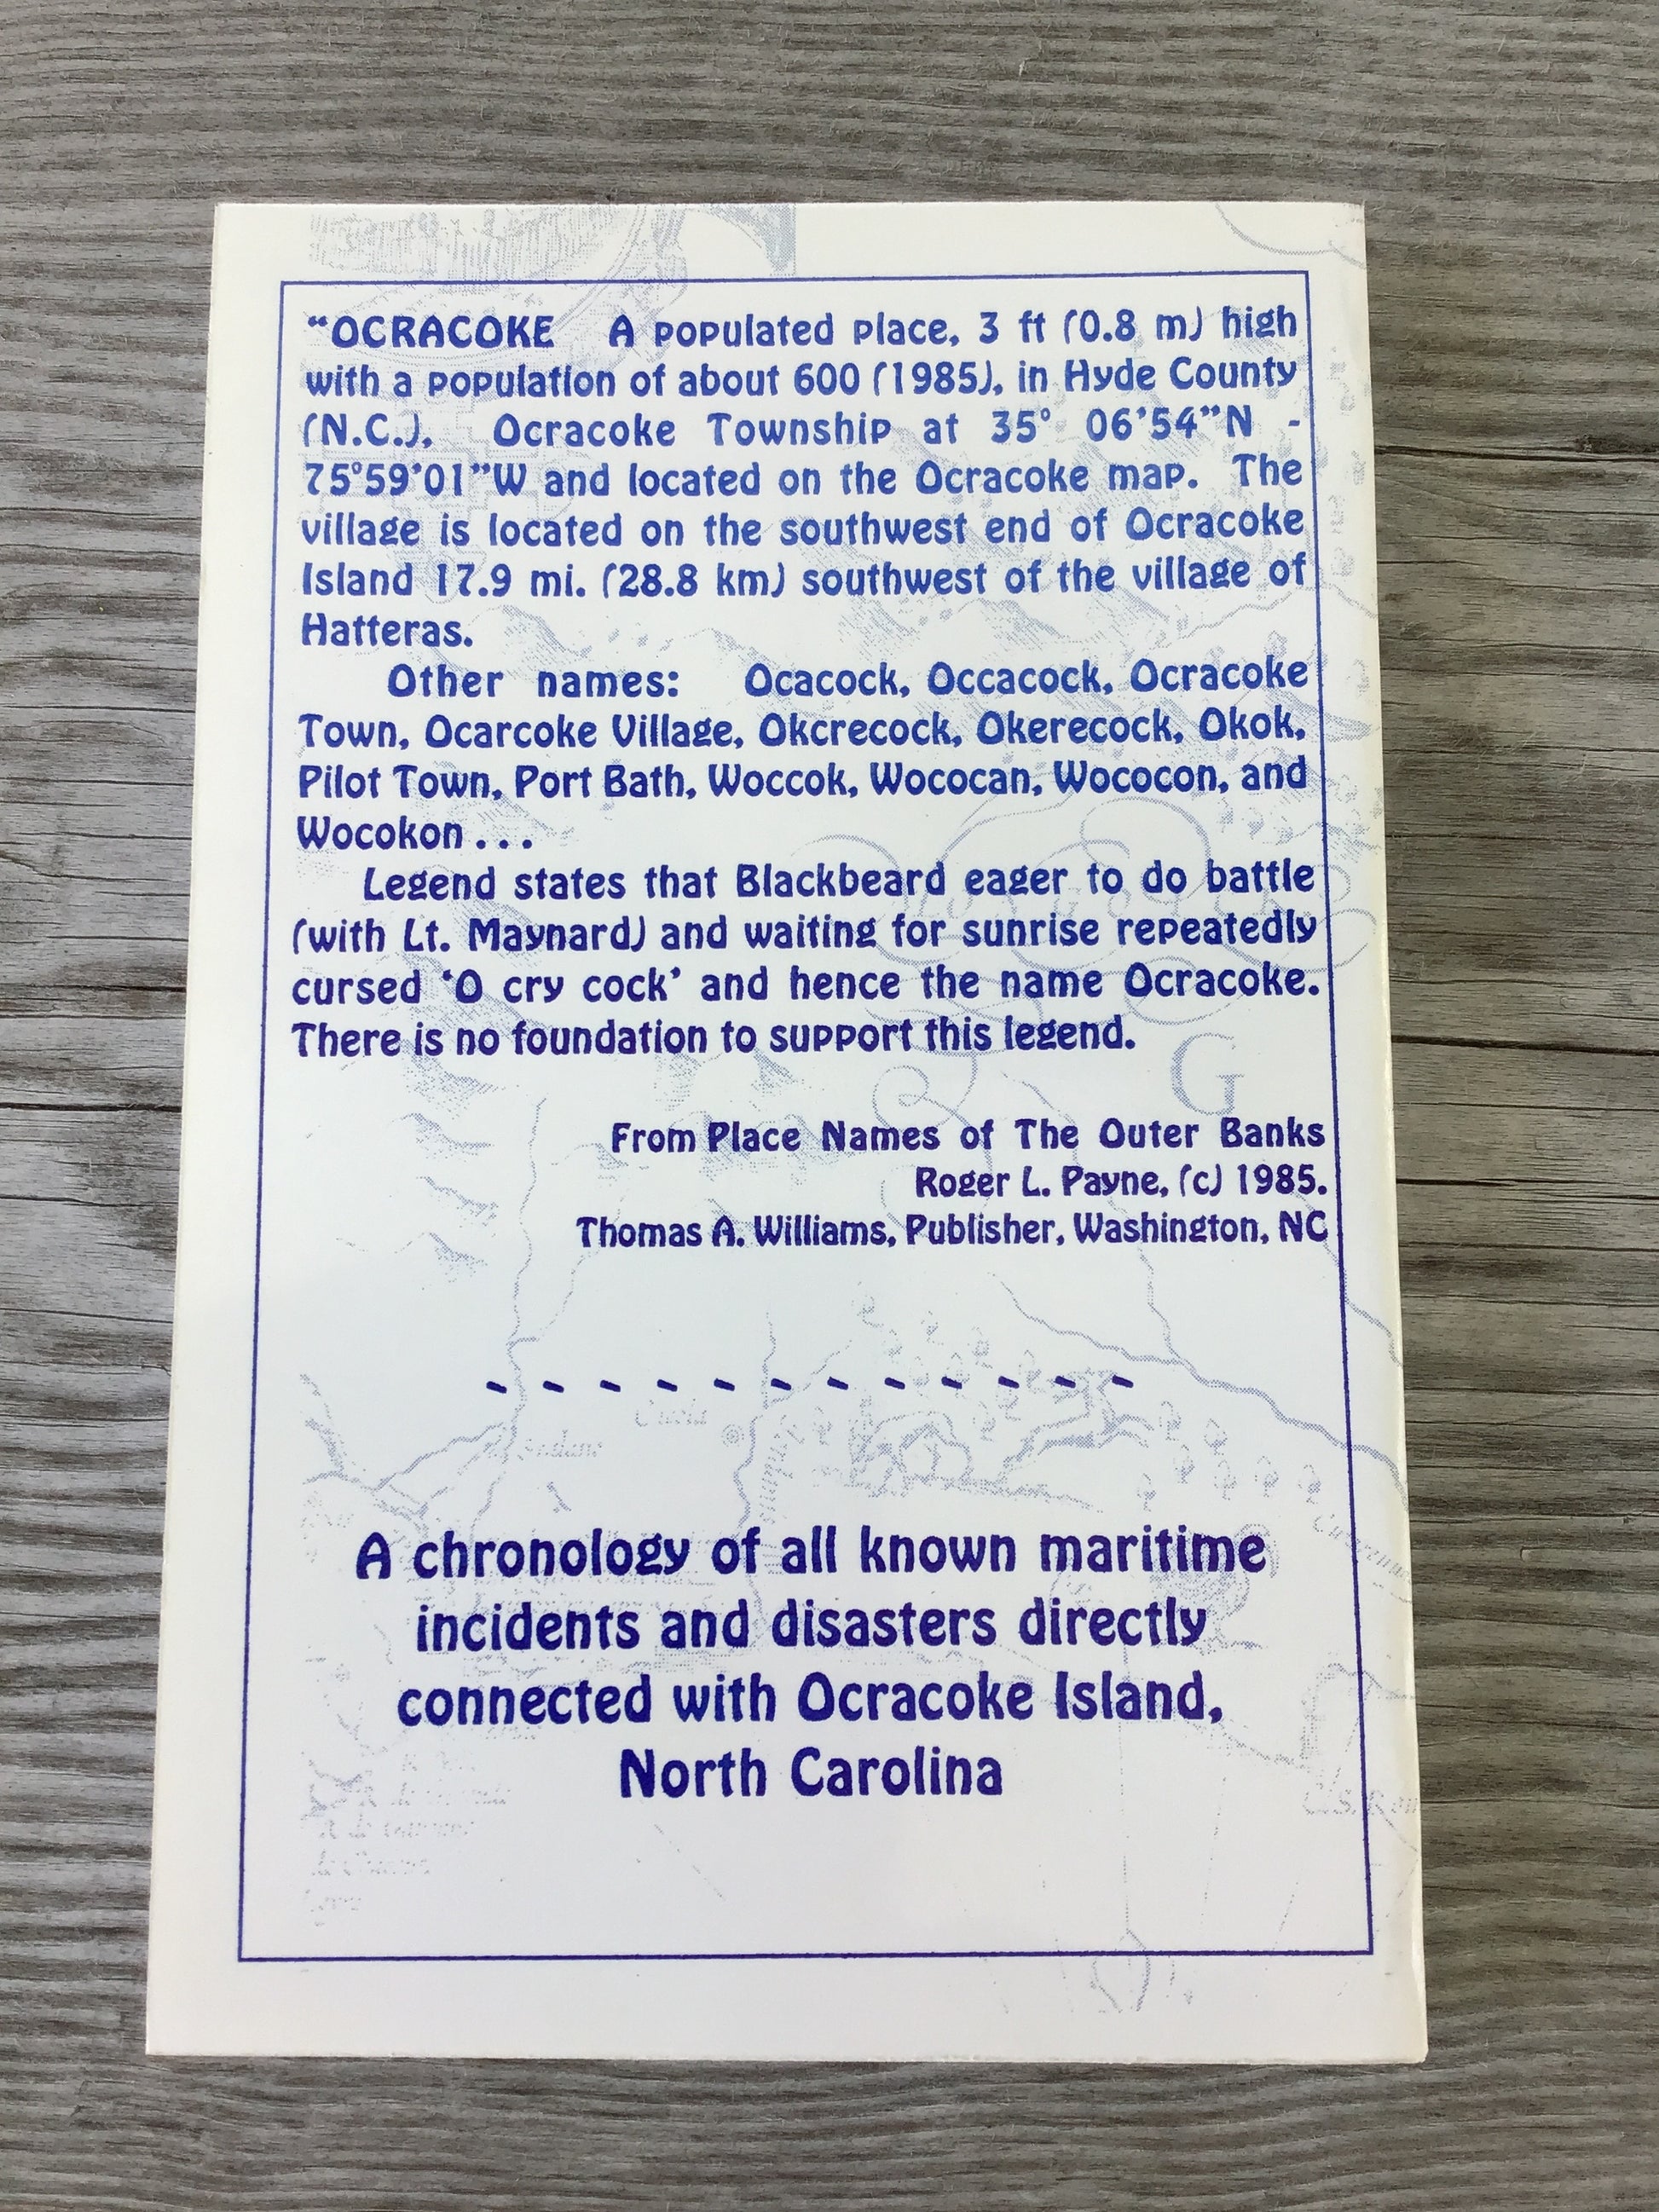 “OCRACOKE A populated place, 3 ft (0.8 m) high
with a population of about 600 (1985), in Hyde County
(N.C.), Ocracoke Township at 35° 06’54”N -
75°59’01”W and located on the Ocracoke map. The
village is located on the southwest end of Ocracoke
Island 17.9 mi. (28.8 km) southwest of the village of
Hatteras.
Other names: Ocacock, Occacock, Ocracoke
Town, Ocarcoke Village, Okcrecock, Okerecock, Okok,
Pilot Town, Port Bath, Woccok, Wococan, Wococon, and
Wocokon . . .
Legend states that Blackbeard eager to do battle
(with Lt. Maynard) and waiting for sunrise repeatedly
cursed ‘O cry cock’ and hence the name Ocracoke.
There is no foundation to support this legend.
G
From Place Names of The Outer Banks
Roger L. Payne, (c) 1985.
Thomas A. Williams, Publisher, Washington, NC
- - - - - - - - - - - -
A chronology of all known maritime
incidents and disasters directly
connected with Ocracoke Island,
North Carolina